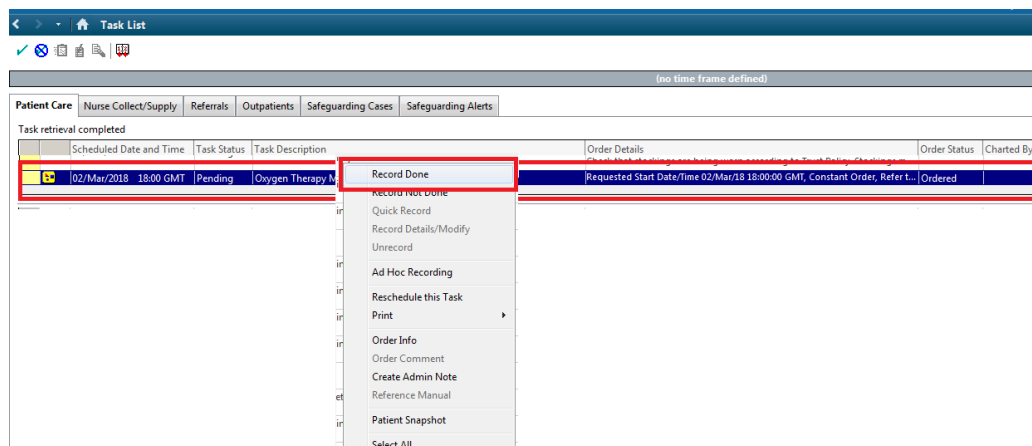 Task List
(no time frame defined)
Patient Care Nurse Collect/Supply Referrals Outpatients Safeguarding Cases Safeguarding Alerts
Task retrieval completed
Scheduled Date and Time Task Status Task Description Order Details Order Status Charted By
Check that stockings are being worn according to Trust Policy. Stockings m
02/Mar/2018 18:00 GMT Pending Oxygen Therapy M Requested Start Date/Time 02/Mar/18 18:00:00 GMT, Constant Order, Refer t... Ordered
Record Done
Record Not Done
Quick Record
Record Details/Modify
Unrecord
Ad Hoc Recording
Reschedule this Task
Print
Order Info
Order Comment
Create Admin Note
Reference Manual
Patient Snapshot
Select All